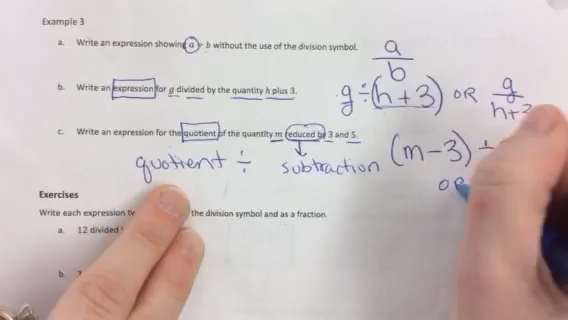 Example 3
a. Write an expression showing a ÷ b without the use of the division symbol.
a
b
b. Write an expression for g divided by the quantity h plus 3.
g ÷ (h + 3) OR g
h+3
c. Write an expression for the quotient of the quantity m reduced by 3 and 5.
quotient ÷ subtraction (m − 3) ÷
OR
Exercises
Write each expression the division symbol and as a fraction.
a. 12 divided
b.